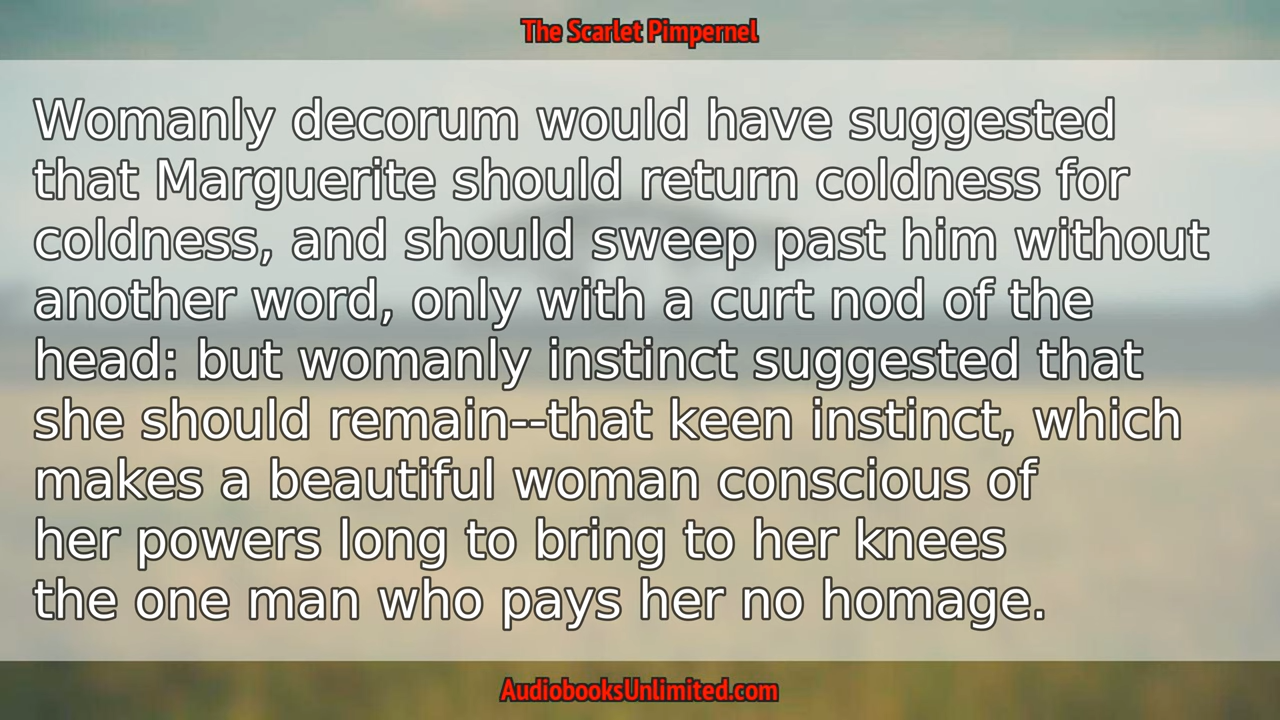 The Scarlet Pimpernel
Womanly decorum would have suggested
that Marguerite should return coldness for
coldness, and should sweep past him without
another word, only with a curt nod of the
head: but womanly instinct suggested that
she should remain--that keen instinct, which
makes a beautiful woman conscious of
her powers long to bring to her knees
the one man who pays her no homage.
AudiobooksUnlimited.com